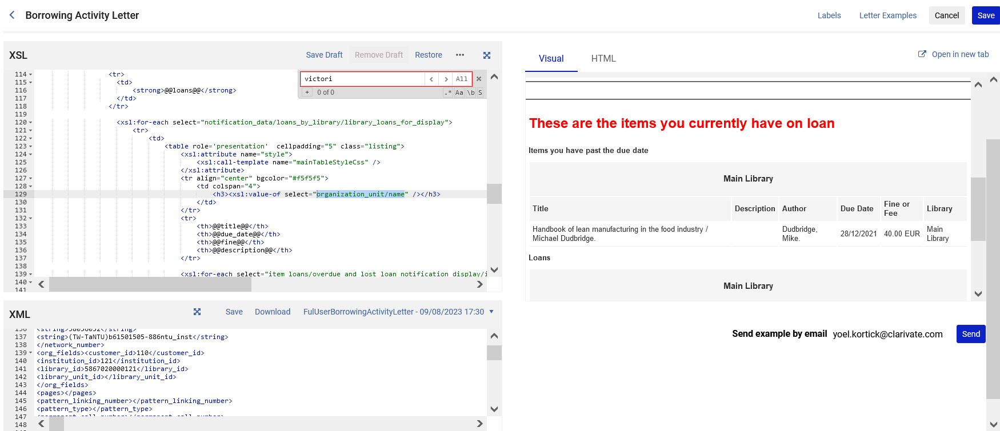 Borrowing Activity Letter
Labels
Letter Examples
Cancel
Save
XSL
Save Draft
Remove Draft
Restore
•••
114 <tr>
115 <td>
116 <strong>@@loans@@</strong>
117 </td>
118 </tr>
119
120 <xsl:for-each select="notification_data/loans_by_library/library_loans_for_display">
121 <tr>
122 <td>
123 <table role='presentation'  cellpadding="5" class="listing">
124 <xsl:attribute name="style">
125 <xsl:call-template name="mainTableStyleCss" />
126 </xsl:attribute>
127 <tr align="center" bgcolor="#f5f5f5">
128 <td colspan="4">
129 <h3><xsl:value-of select="organization_unit/name" /></h3>
130 </td>
131 </tr>
132 <tr>
133 <th>@@title@@</th>
134 <th>@@due_date@@</th>
135 <th>@@fine@@</th>
136 <th>@@description@@</th>
137 </tr>
138
139 <xsl:for-each select="item_loans/overdue_and_lost_loan_notification_display/i
140
141
victori
All
+
0 of 0
.*
Aa
\b
S
XML
Save
Download
FulUserBorrowingActivityLetter - 09/08/2023 17:30
136 <string>58056052</string>
137 <string>(TW-TaNTU)b61501505-886ntu_inst</string>
138 </network_number>
139 <org_fields><customer_id>110</customer_id>
140 <institution_id>121</institution_id>
141 <library_id>5867020000121</library_id>
142 <library_unit_id></library_unit_id>
143 </org_fields>
144 <pages></pages>
145 <pattern_linking_number></pattern_linking_number>
146 <pattern_type></pattern_type>
147 <permanent_call_number></permanent_call_number>
148
Visual
HTML
Open in new tab
These are the items you currently have on loan
Items you have past the due date
Main Library
Title
Description
Author
Due Date
Fine or
Fee
Library
Handbook of lean manufacturing in the food industry /
Michael Dudbridge.
Dudbridge,
Mike.
28/12/2021
40.00 EUR
Main
Library
Loans
Main Library
Send example by email
yoel.kortick@clarivate.com
Send